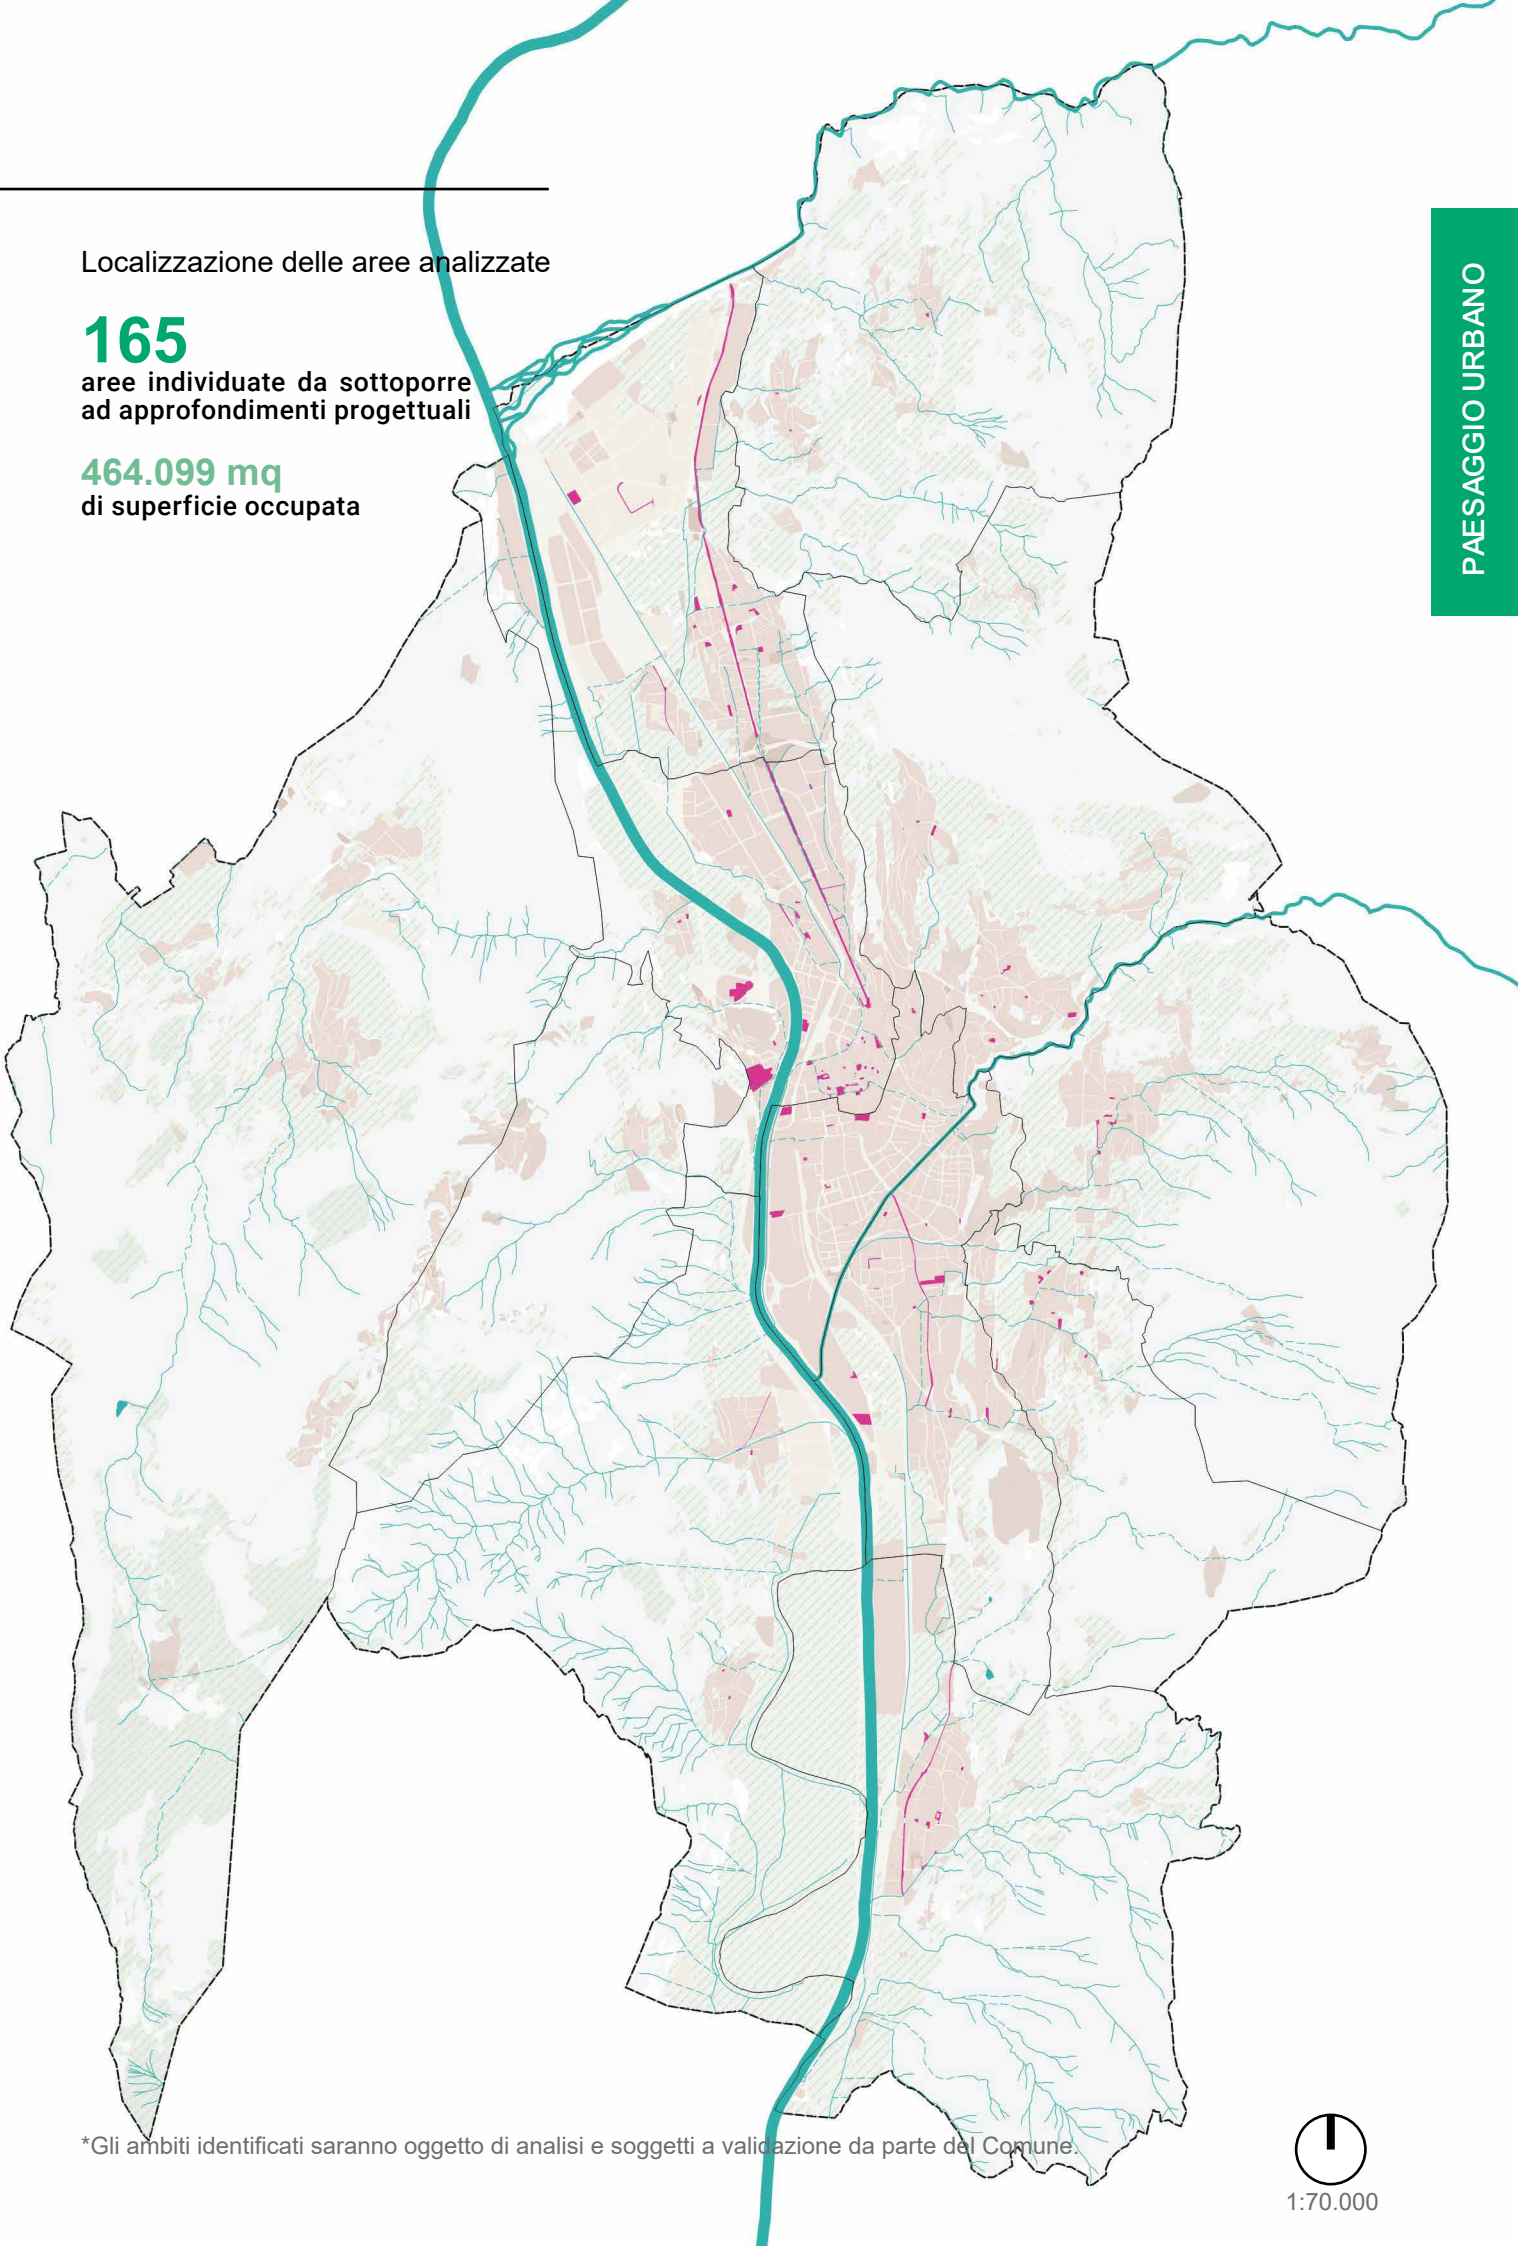 Localizzazione delle aree analizzate
165
aree individuate da sottoporre
ad approfondimenti progettuali
464.099 mq
di superficie occupata
PAESAGGIO URBANO
*Gli ambiti identificati saranno oggetto di analisi e soggetti a validazione da parte del Comune.
1:70.000